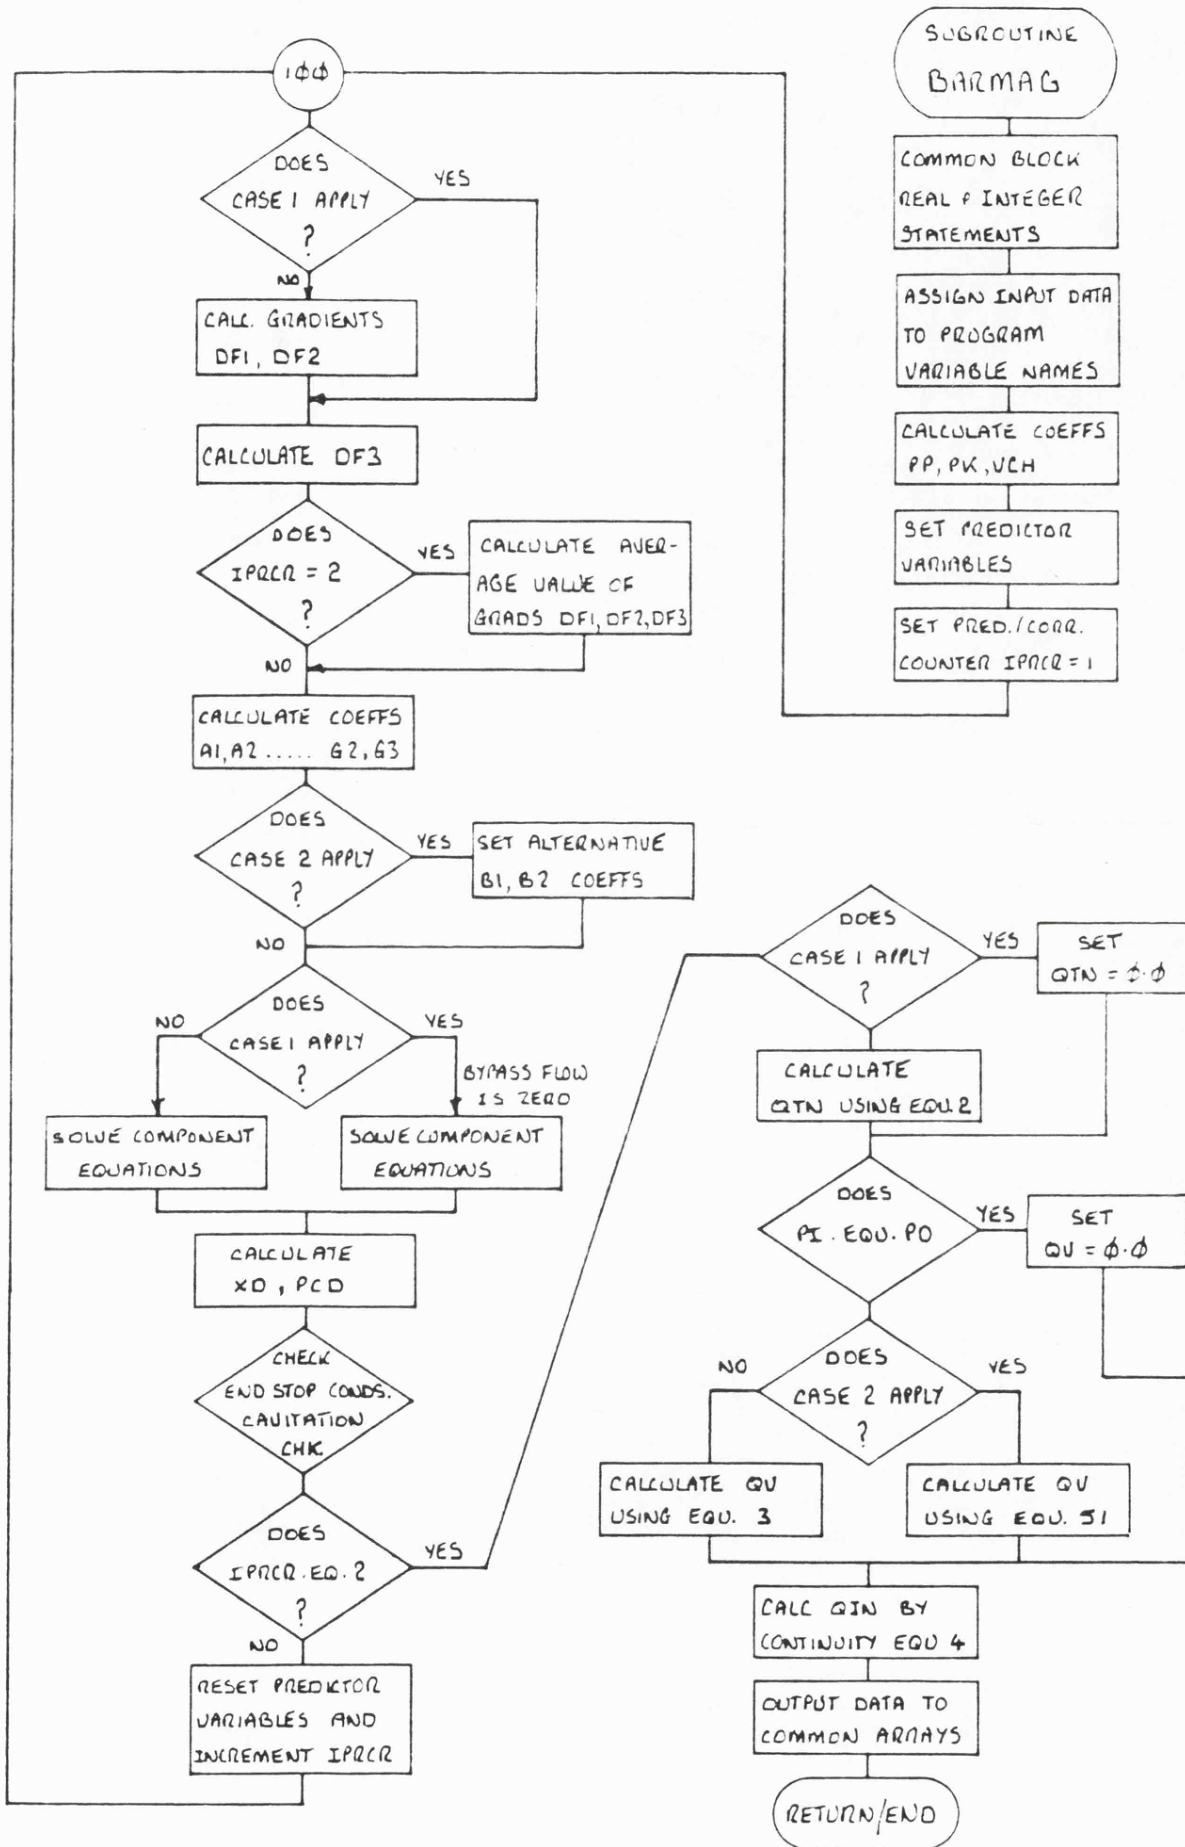 SUBROUTINE
BARMAG
COMMON BLOCK
REAL & INTEGER
STATEMENTS
ASSIGN INPUT DATA
TO PROGRAM
VARIABLE NAMES
CALCULATE COEFFS
PP, PK, VCH
SET PREDICTOR
VARIABLES
SET PRED./CORR.
COUNTER IPRCR = 1
1ϕϕ
DOES
CASE 1 APPLY
?
YES
NO
CALC. GRADIENTS
DF1, DF2
CALCULATE DF3
DOES
IPRCR = 2
?
YES
CALCULATE AVER-
AGE VALUE OF
GRADS DF1, DF2, DF3
NO
CALCULATE COEFFS
A1, A2 ..... G2, G3
DOES
CASE 2 APPLY
?
YES
SET ALTERNATIVE
B1, B2 COEFFS
NO
DOES
CASE 1 APPLY
?
NO
YES
BYPASS FLOW
IS ZERO
SOLVE COMPONENT
EQUATIONS
SOLVE COMPONENT
EQUATIONS
CALCULATE
XD, PCD
CHECK
END STOP CONDS.
CAVITATION
CHK
DOES
IPRCR.EQ.2
?
YES
NO
RESET PREDICTOR
VARIABLES AND
INCREMENT IPRCR
DOES
CASE 1 APPLY
?
YES
SET
QTN = ϕ.ϕ
CALCULATE
QTN USING EQU.2
DOES
PI.EQU.PO
YES
SET
QV = ϕ.ϕ
DOES
CASE 2 APPLY
?
NO
YES
CALCULATE QV
USING EQU. 3
CALCULATE QV
USING EQU. 51
CALC QIN BY
CONTINUITY EQU 4
OUTPUT DATA TO
COMMON ARRAYS
RETURN/END